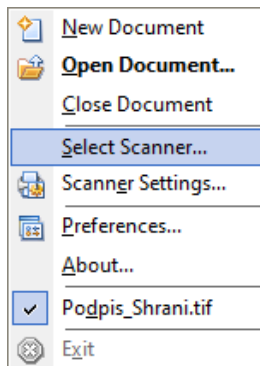 New Document
Open Document...
Close Document
Select Scanner...
Scanner Settings...
Preferences...
About...
Podpis_Shrani.tif
Exit